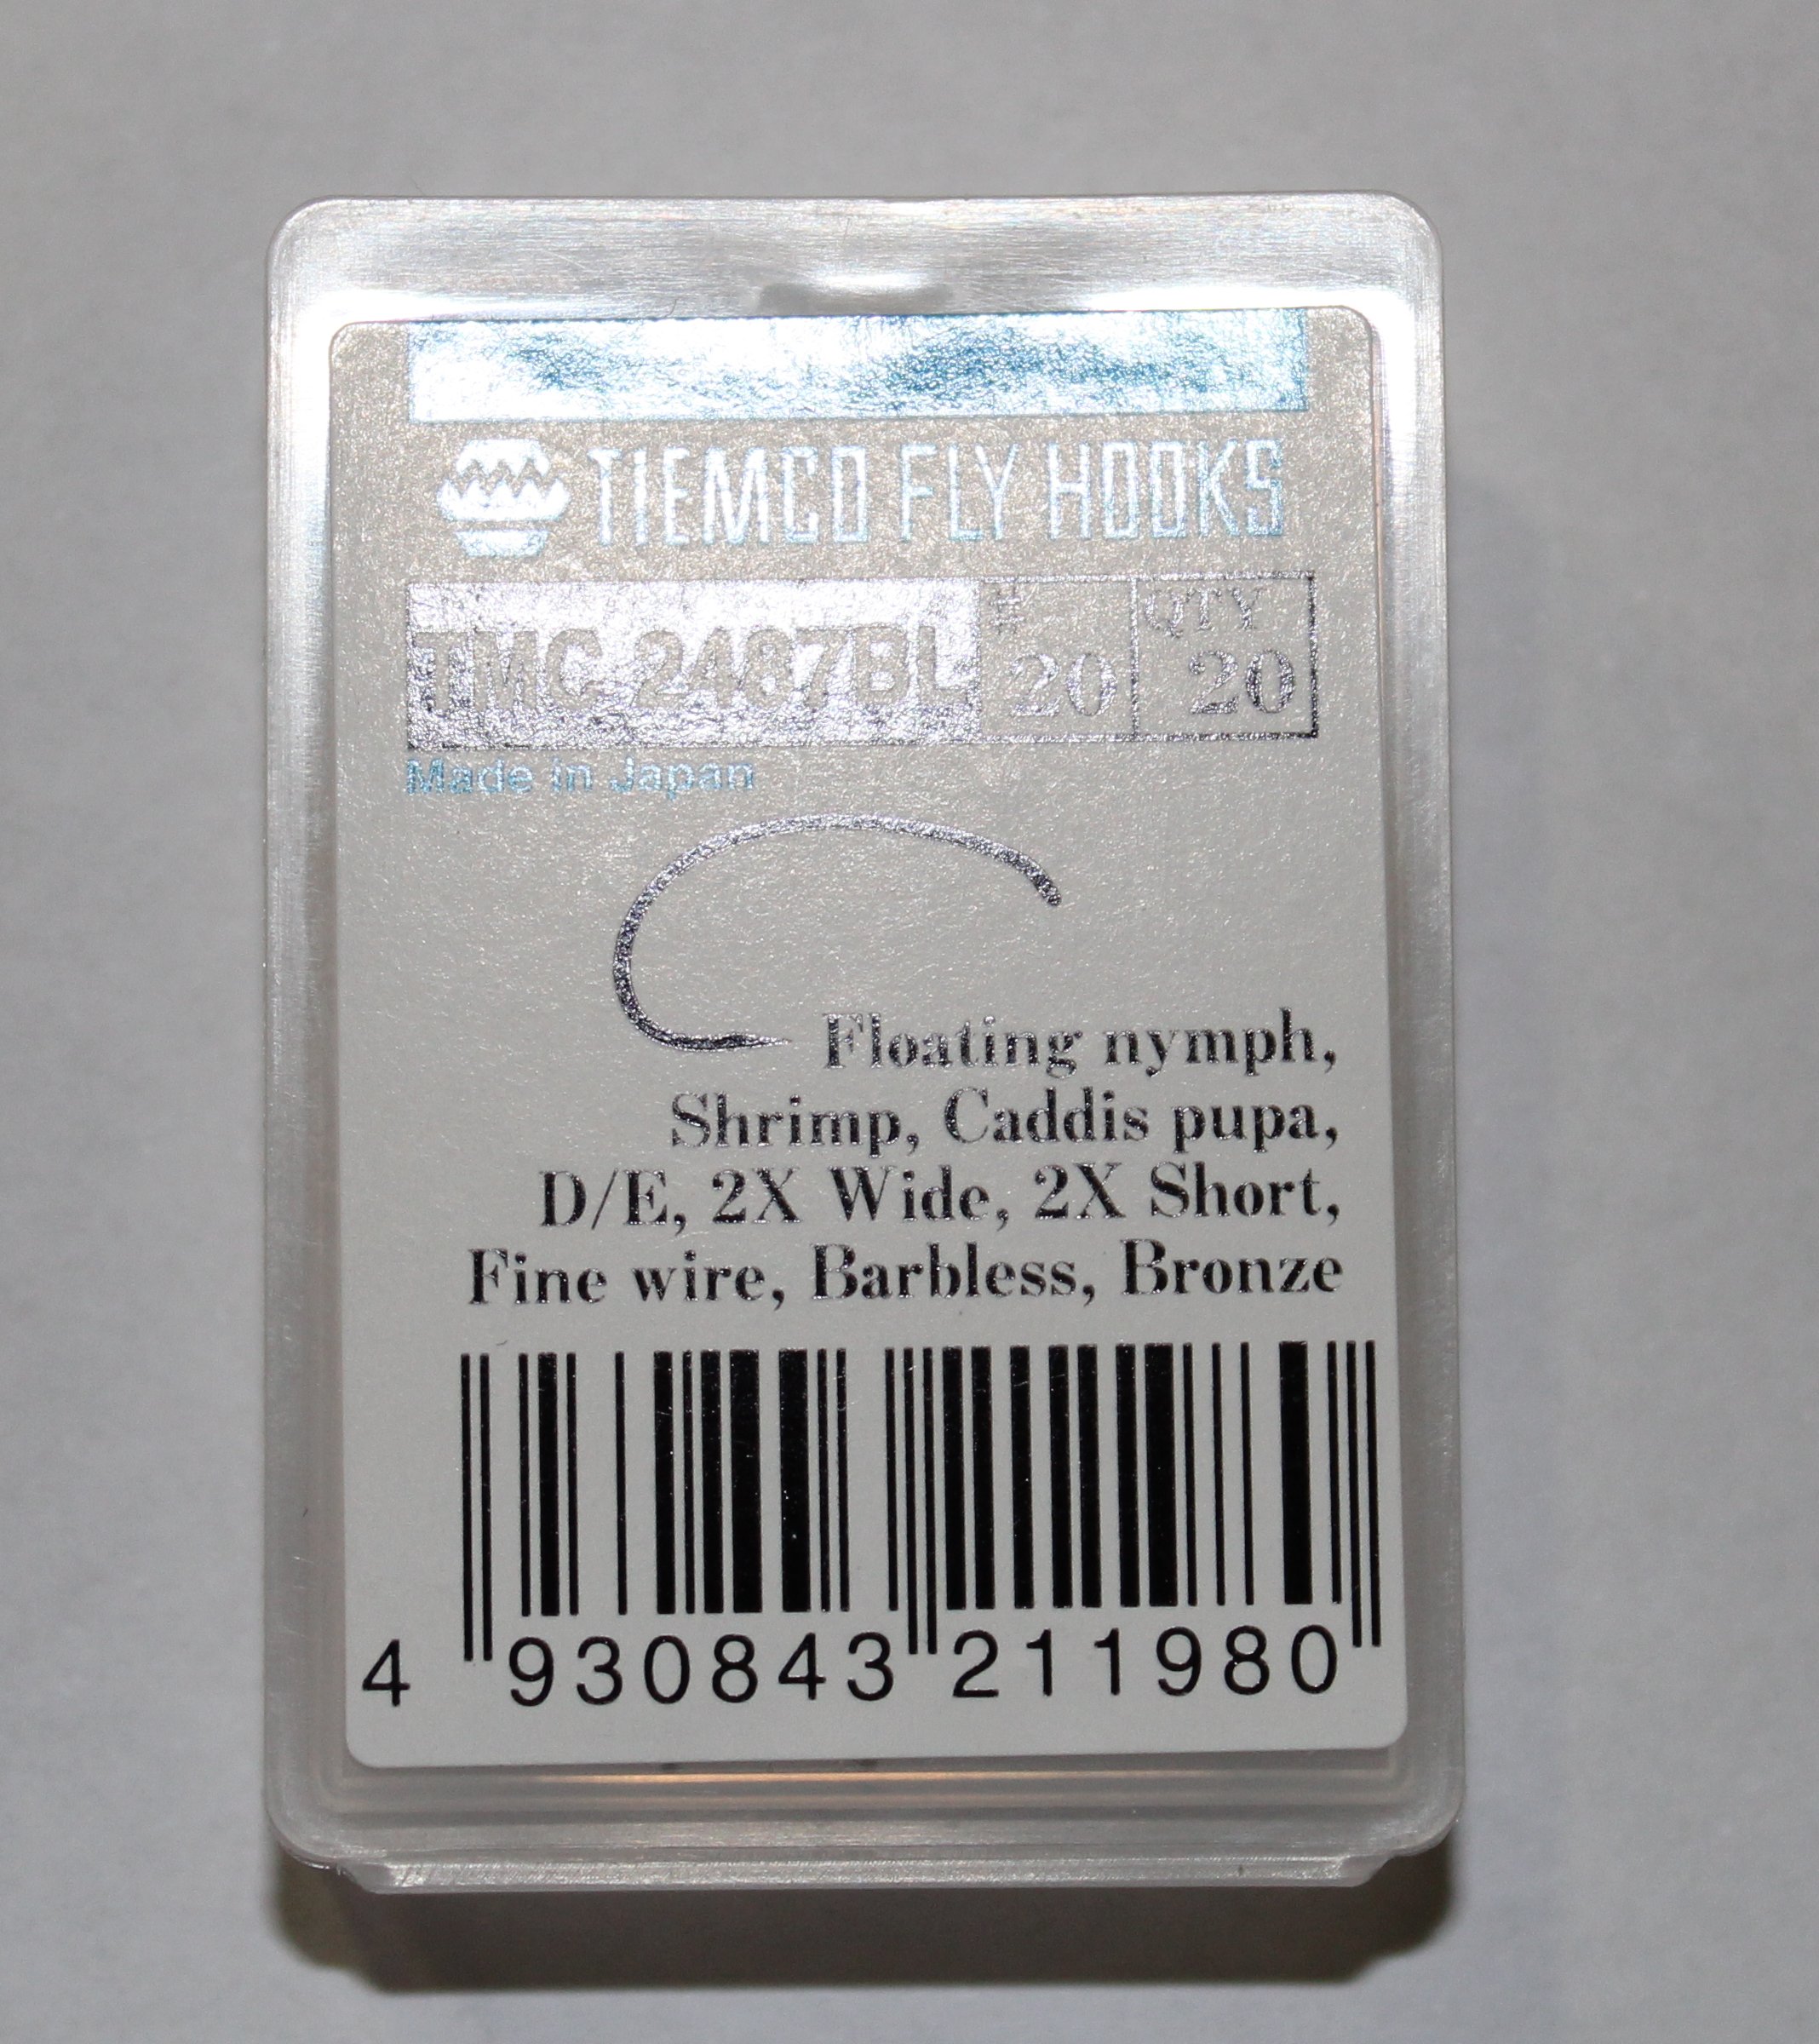 TIEMCO FLY HOOKS
TMC 2487BL # 20 QTY 20
Made in Japan
Floating nymph,
Shrimp, Caddis pupa,
D/E, 2X Wide, 2X Short,
Fine wire, Barbless, Bronze
4 930843 211980